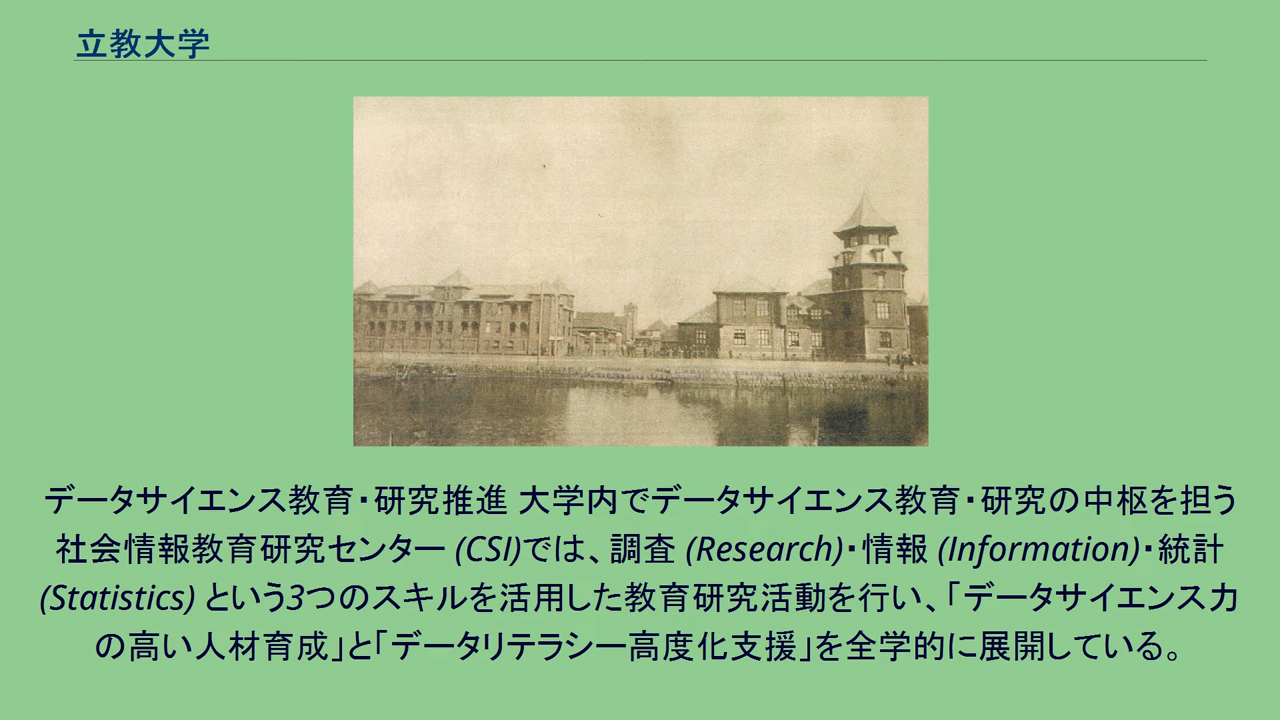 立教大学
データサイエンス教育・研究推進 大学内でデータサイエンス教育・研究の中枢を担う
社会情報教育研究センター (CSI)では、調査 (Research)・情報 (Information)・統計
(Statistics) という3つのスキルを活用した教育研究活動を行い、「データサイエンス力
の高い人材育成」と「データリテラシー高度化支援」を全学的に展開している。